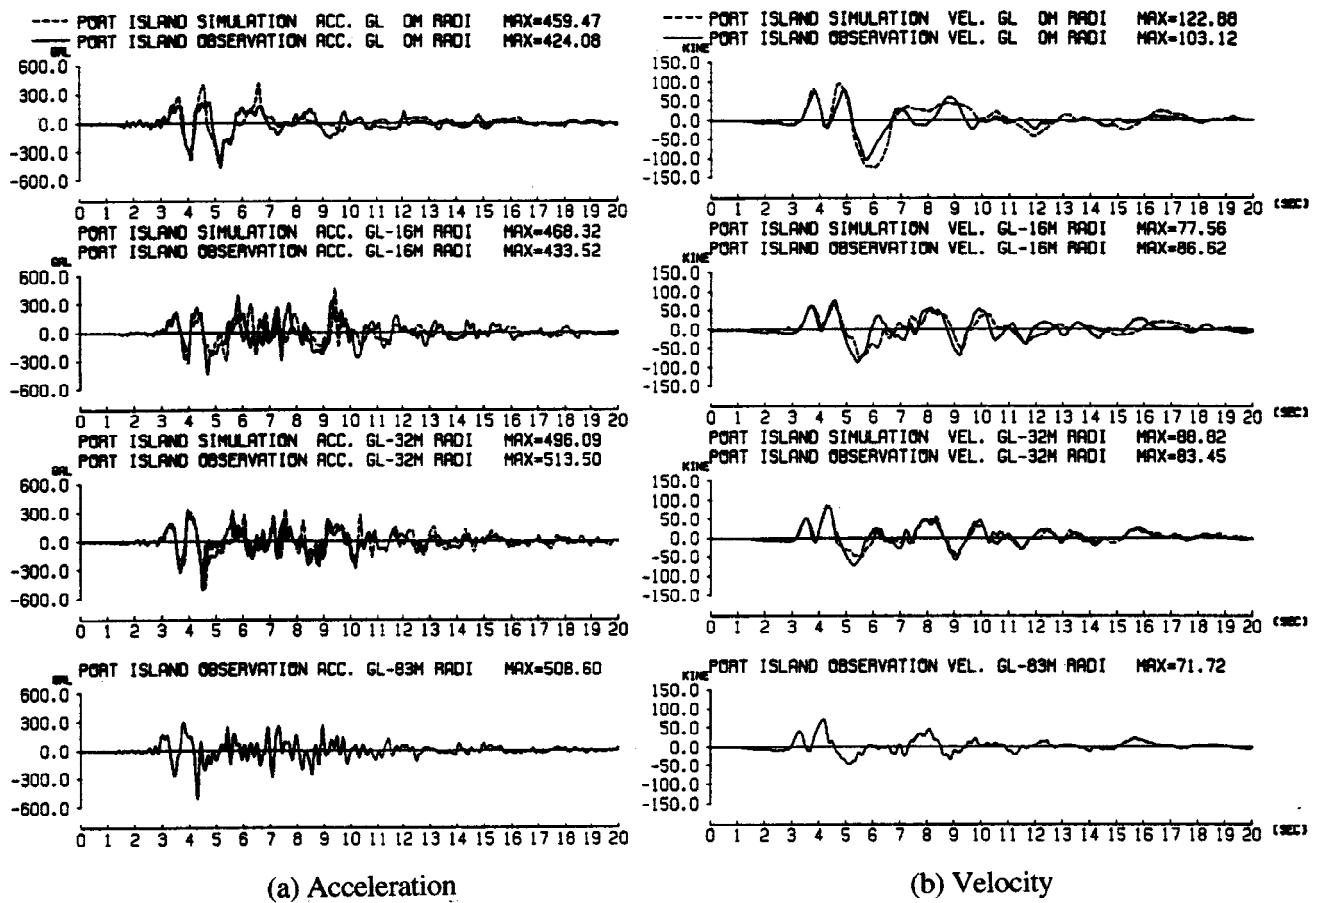 PORT ISLAND SIMULATION ACC. GL 0M RADI MAX=459.47
PORT ISLAND OBSERVATION ACC. GL 0M RADI MAX=424.08
GAL
600.0
300.0
0.0
-300.0
-600.0
0 1 2 3 4 5 6 7 8 9 10 11 12 13 14 15 16 17 18 19 20
PORT ISLAND SIMULATION ACC. GL-16M RADI MAX=468.32
PORT ISLAND OBSERVATION ACC. GL-16M RADI MAX=433.52
GAL
600.0
300.0
0.0
-300.0
-600.0
0 1 2 3 4 5 6 7 8 9 10 11 12 13 14 15 16 17 18 19 20
PORT ISLAND SIMULATION ACC. GL-32M RADI MAX=496.09
PORT ISLAND OBSERVATION ACC. GL-32M RADI MAX=513.50
GAL
600.0
300.0
0.0
-300.0
-600.0
0 1 2 3 4 5 6 7 8 9 10 11 12 13 14 15 16 17 18 19 20
PORT ISLAND OBSERVATION ACC. GL-83M RADI MAX=508.60
GAL
600.0
300.0
0.0
-300.0
-600.0
0 1 2 3 4 5 6 7 8 9 10 11 12 13 14 15 16 17 18 19 20
(a) Acceleration
PORT ISLAND SIMULATION VEL. GL 0M RADI MAX=122.88
PORT ISLAND OBSERVATION VEL. GL 0M RADI MAX=103.12
KINE
150.0
100.0
50.0
0.0
-50.0
-100.0
-150.0
0 1 2 3 4 5 6 7 8 9 10 11 12 13 14 15 16 17 18 19 20 (SEC)
PORT ISLAND SIMULATION VEL. GL-16M RADI MAX=77.56
PORT ISLAND OBSERVATION VEL. GL-16M RADI MAX=86.62
KINE
150.0
100.0
50.0
0.0
-50.0
-100.0
-150.0
0 1 2 3 4 5 6 7 8 9 10 11 12 13 14 15 16 17 18 19 20 (SEC)
PORT ISLAND SIMULATION VEL. GL-32M RADI MAX=88.82
PORT ISLAND OBSERVATION VEL. GL-32M RADI MAX=83.45
KINE
150.0
100.0
50.0
0.0
-50.0
-100.0
-150.0
0 1 2 3 4 5 6 7 8 9 10 11 12 13 14 15 16 17 18 19 20 (SEC)
PORT ISLAND OBSERVATION VEL. GL-83M RADI MAX=71.72
KINE
150.0
100.0
50.0
0.0
-50.0
-100.0
-150.0
0 1 2 3 4 5 6 7 8 9 10 11 12 13 14 15 16 17 18 19 20 (SEC)
(b) Velocity